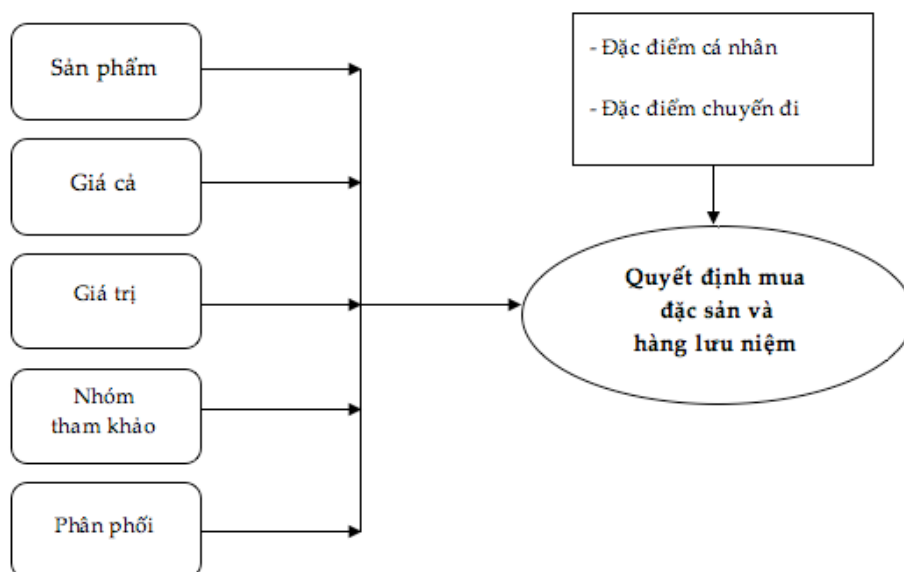 Sản phẩm
Giá cả
Giá trị
Nhóm
tham khảo
Phân phối
- Đặc điểm cá nhân
- Đặc điểm chuyến đi
Quyết định mua
đặc sản và
hàng lưu niệm